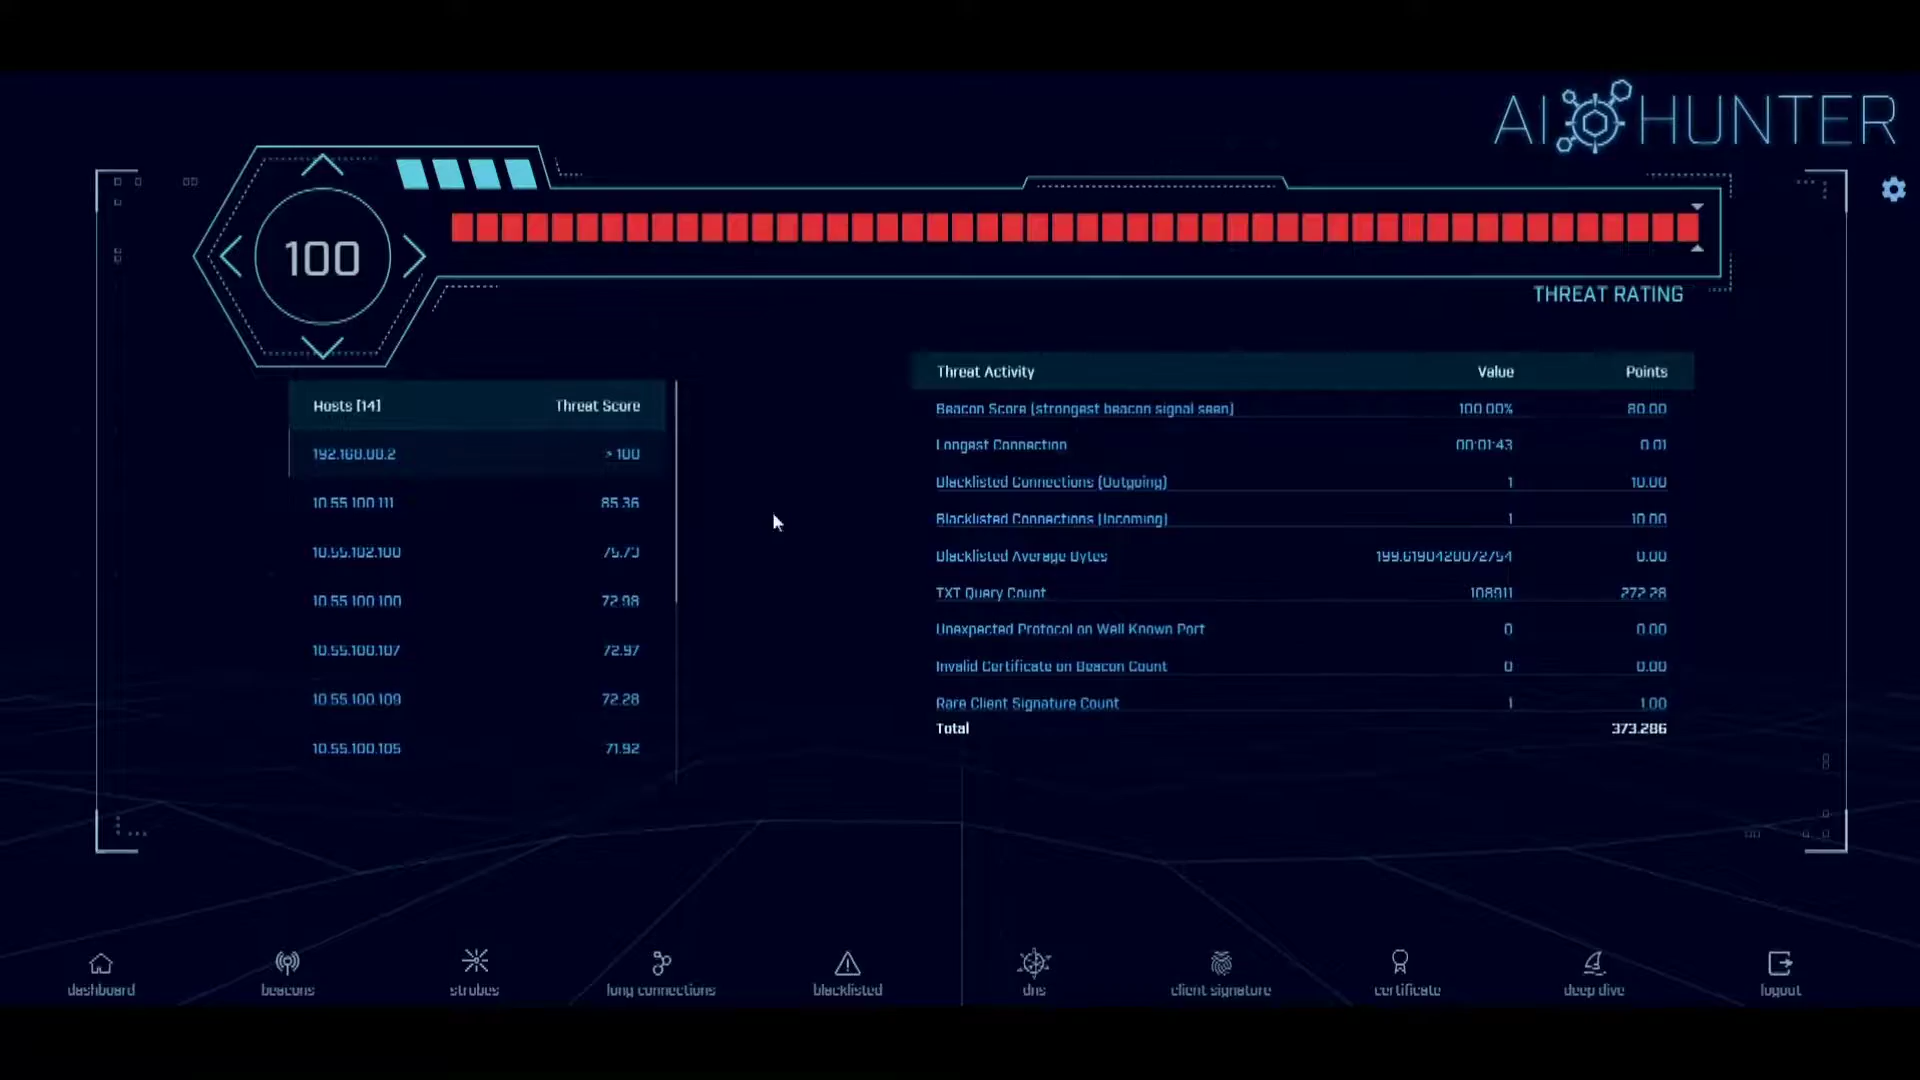 AI HUNTER
100
THREAT RATING
Hosts [14] Threat Score
192.168.88.2 > 100
10.55.100.111 85.36
10.55.102.100 75.73
10.55.100.100 72.98
10.55.100.107 72.97
10.55.100.109 72.28
10.55.100.105 71.92
Threat Activity Value Points
Beacon Score (strongest beacon signal seen) 100.00% 80.00
Longest Connection 00:01:43 0.01
Blacklisted Connections (Outgoing) 1 10.00
Blacklisted Connections (Incoming) 1 10.00
Blacklisted Average Bytes 0.00
TXT Query Count 108911 272.28
Unexpected Protocol on Well Known Port 0 0.00
Invalid Certificate on Beacon Count 0 0.00
Rare Client Signature Count 1 1.00
Total 373.286
dashboard
beacons
strobes
long connections
blacklisted
dns
client signature
certificate
deep dive
logout